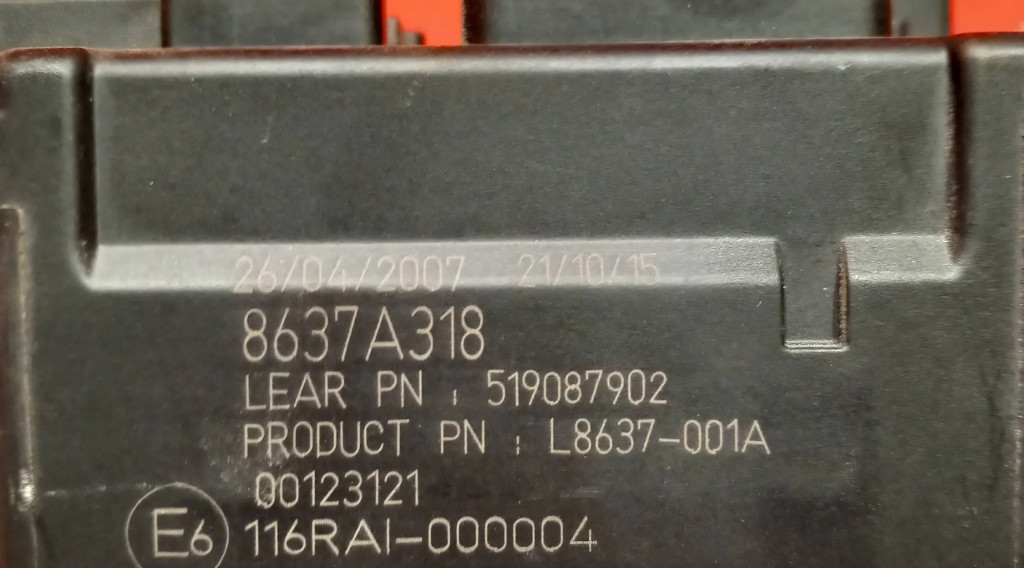 26/04/2007 21/10/15
8637A318
LEAR PN : 519087902
PRODUCT PN : L8637-001A
00123121
E6 116RAI-000004